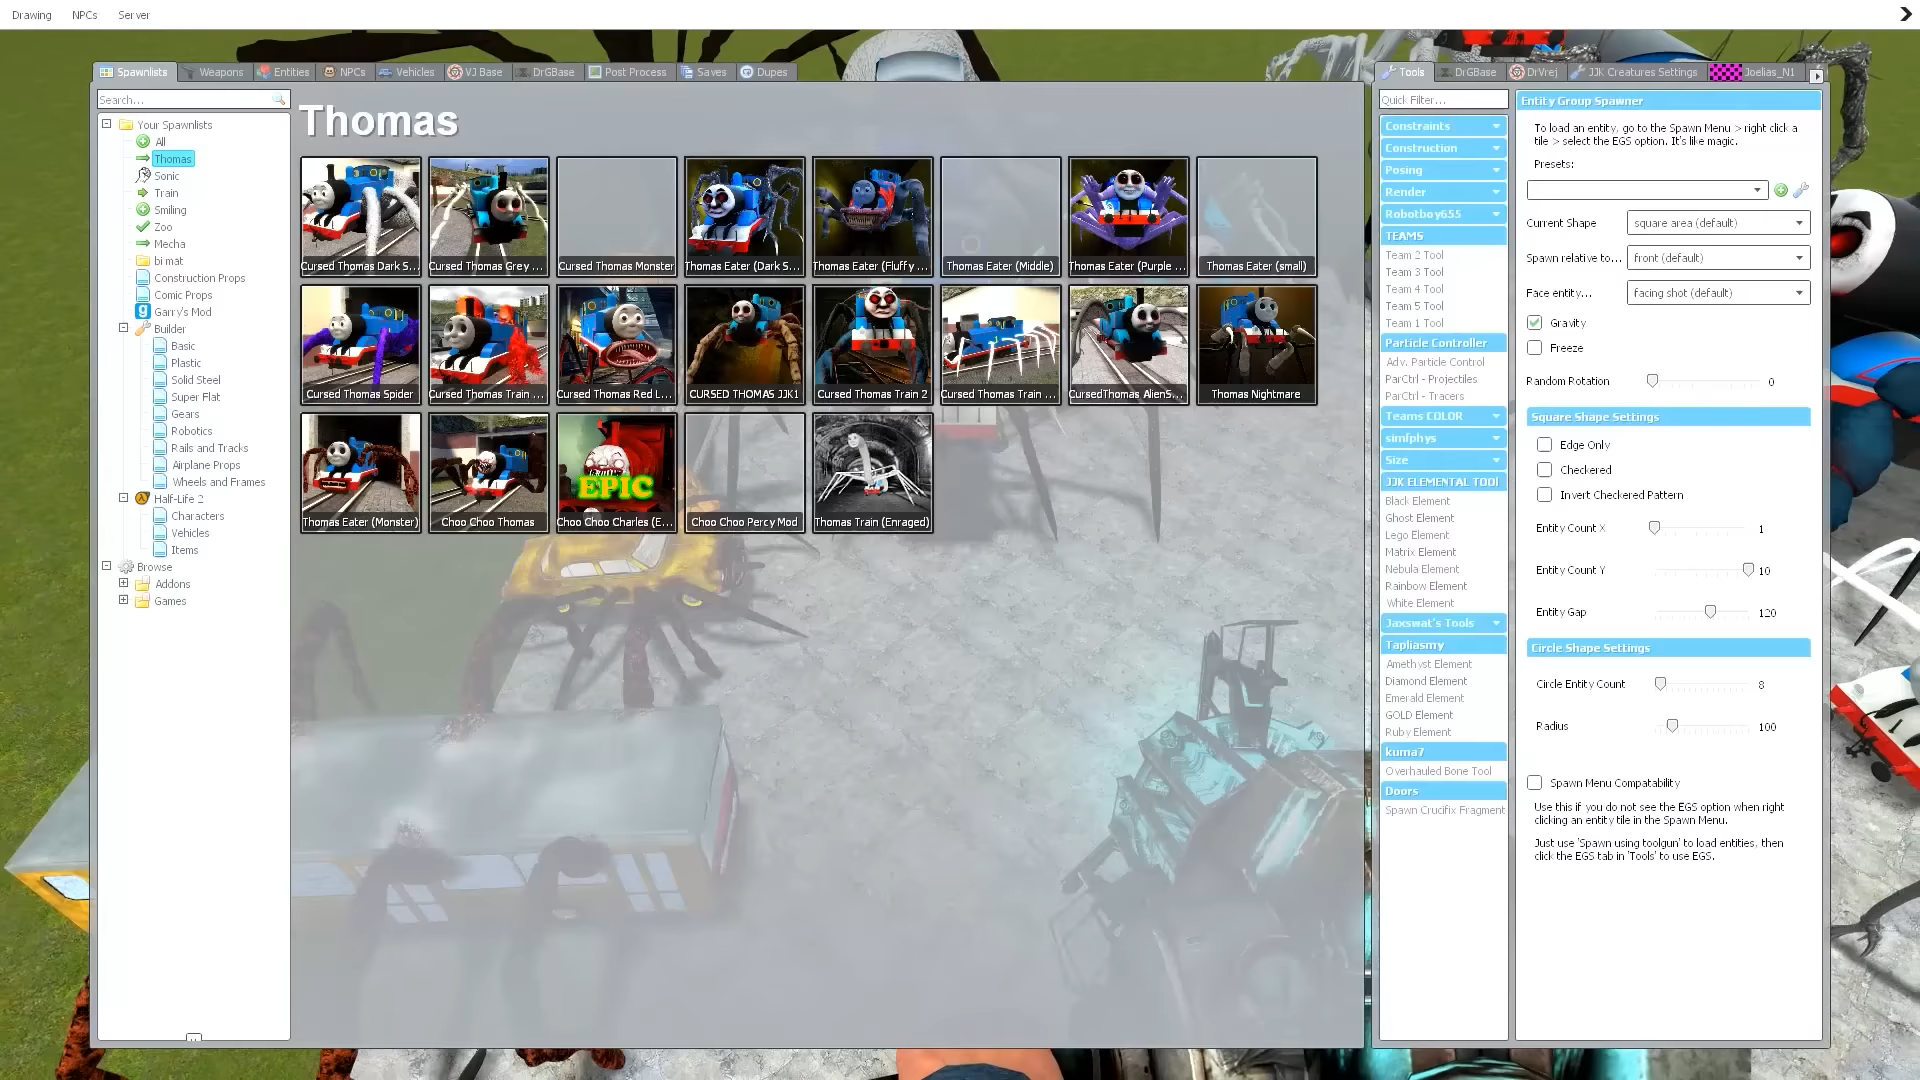 Drawing NPCs Server
Spawnlists Weapons Entities NPCs Vehicles VJ Base DrGBase Post Process Saves Dupes
Search...
Your Spawnlists
All
Thomas
Sonic
Train
Smiling
Zoo
Mecha
bi mat
Construction Props
Comic Props
Garry's Mod
Builder
Basic
Plastic
Solid Steel
Super Flat
Gears
Robotics
Rails and Tracks
Airplane Props
Wheels and Frames
Half-Life 2
Characters
Vehicles
Items
Browse
Addons
Games
Thomas
Cursed Thomas Dark S...
Cursed Thomas Grey ...
Cursed Thomas Monster
Thomas Eater (Dark S...
Thomas Eater (Fluffy ...
Thomas Eater (Middle)
Thomas Eater (Purple ...
Thomas Eater (small)
Cursed Thomas Spider
Cursed Thomas Train ...
Cursed Thomas Red L...
CURSED THOMAS JJK1
Cursed Thomas Train 2
Cursed Thomas Train ...
CursedThomas AlienS...
Thomas Nightmare
Thomas Eater (Monster)
Choo Choo Thomas
EPIC
Choo Choo Charles (E...
Choo Choo Percy Mod
Thomas Train (Enraged)
Tools DrGBase DrVrej JJK Creatures Settings Joelias_N1
Quick Filter...
Constraints
Construction
Posing
Render
Robotboy655
TEAMS
Team 2 Tool
Team 3 Tool
Team 4 Tool
Team 5 Tool
Team 1 Tool
Particle Controller
Adv. Particle Control
ParCtrl - Projectiles
ParCtrl - Tracers
Teams COLOR
simfphys
Size
JJK ELEMENTAL TOOl
Black Element
Ghost Element
Lego Element
Matrix Element
Nebula Element
Rainbow Element
White Element
Jaxswat's Tools
Tapliasmy
Amethyst Element
Diamond Element
Emerald Element
GOLD Element
Ruby Element
kuma7
Overhauled Bone Tool
Doors
Spawn Crucifix Fragment
Entity Group Spawner
To load an entity, go to the Spawn Menu > right click a
tile > select the EGS option. It's like magic.
Presets:
Current Shape square area (default)
Spawn relative to... front (default)
Face entity... facing shot (default)
Gravity
Freeze
Random Rotation 0
Square Shape Settings
Edge Only
Checkered
Invert Checkered Pattern
Entity Count X 1
Entity Count Y 10
Entity Gap 120
Circle Shape Settings
Circle Entity Count 8
Radius 100
Spawn Menu Compatability
Use this if you do not see the EGS option when right
clicking an entity tile in the Spawn Menu.
Just use 'Spawn using toolgun' to load entities, then
click the EGS tab in 'Tools' to use EGS.